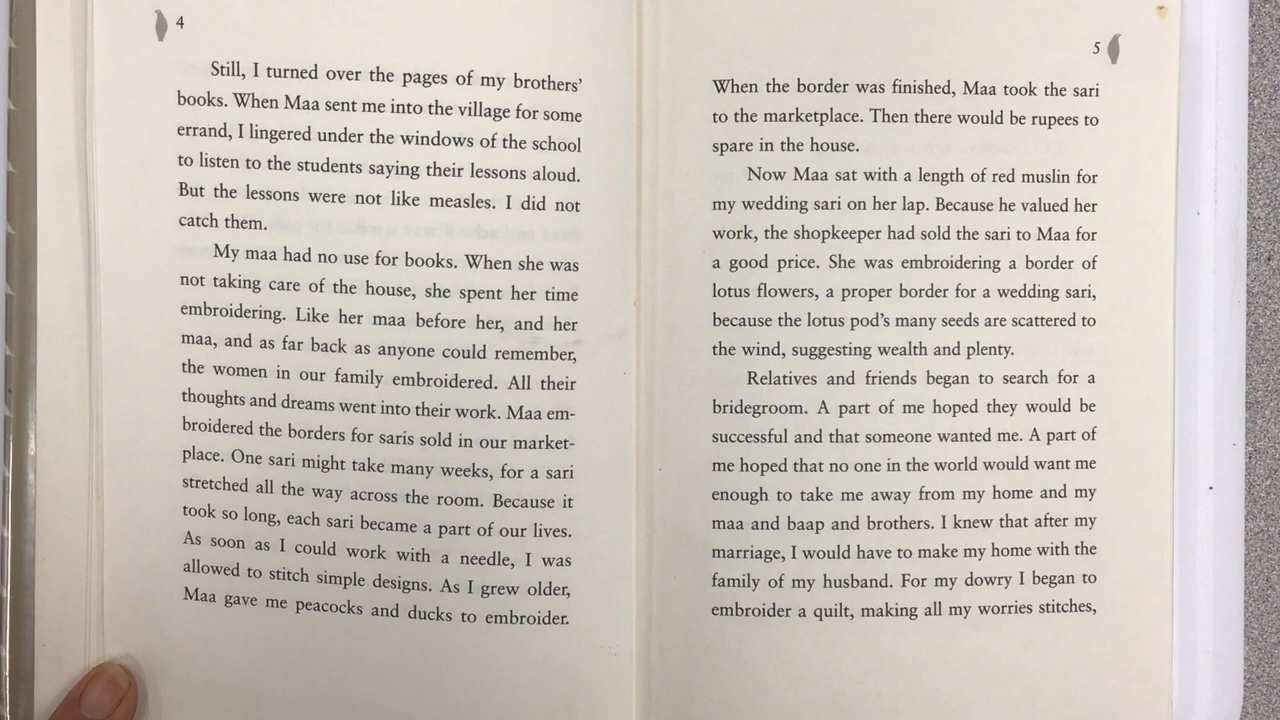 4
Still, I turned over the pages of my brothers'
books. When Maa sent me into the village for some
errand, I lingered under the windows of the school
to listen to the students saying their lessons aloud.
But the lessons were not like measles. I did not
catch them.
My maa had no use for books. When she was
not taking care of the house, she spent her time
embroidering. Like her maa before her, and her
maa, and as far back as anyone could remember,
the women in our family embroidered. All their
thoughts and dreams went into their work. Maa em-
broidered the borders for saris sold in our market-
place. One sari might take many weeks, for a sari
stretched all the way across the room. Because it
took so long, each sari became a part of our lives.
As soon as I could work with a needle, I was
allowed to stitch simple designs. As I grew older,
Maa gave me peacocks and ducks to embroider.
5
When the border was finished, Maa took the sari
to the marketplace. Then there would be rupees to
spare in the house.
Now Maa sat with a length of red muslin for
my wedding sari on her lap. Because he valued her
work, the shopkeeper had sold the sari to Maa for
a good price. She was embroidering a border of
lotus flowers, a proper border for a wedding sari,
because the lotus pod's many seeds are scattered to
the wind, suggesting wealth and plenty.
Relatives and friends began to search for a
bridegroom. A part of me hoped they would be
successful and that someone wanted me. A part of
me hoped that no one in the world would want me
enough to take me away from my home and my
maa and baap and brothers. I knew that after my
marriage, I would have to make my home with the
family of my husband. For my dowry I began to
embroider a quilt, making all my worries stitches,